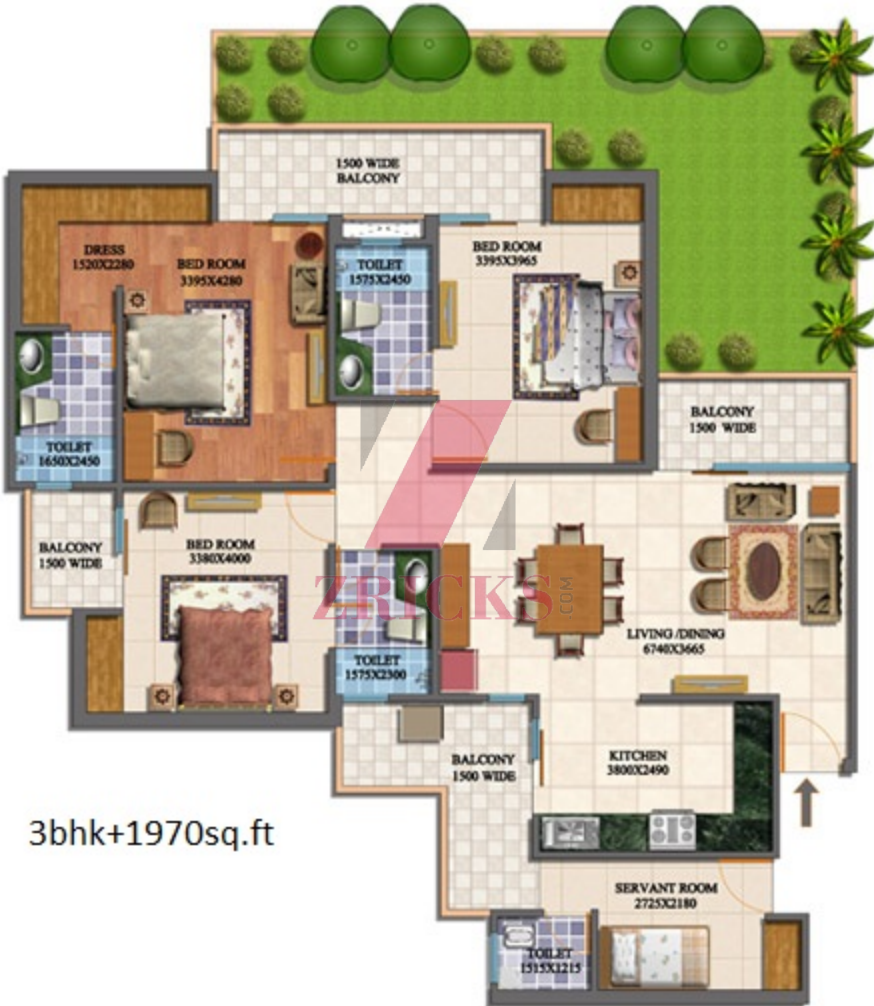 1500 WIDE
BALCONY
DRESS
1520X2280
BED ROOM
3395X4280
TOILET
1575X2450
BED ROOM
3395X3965
BALCONY
1500 WIDE
TOILET
1650X2450
BALCONY
1500 WIDE
BED ROOM
3380X4000
ZRICKS.COM
TOILET
1575X2300
LIVING /DINING
6740X3665
BALCONY
1500 WIDE
KITCHEN
3800X2490
3bhk+1970sq.ft
SERVANT ROOM
2725X2180
TOILET
1515X1215